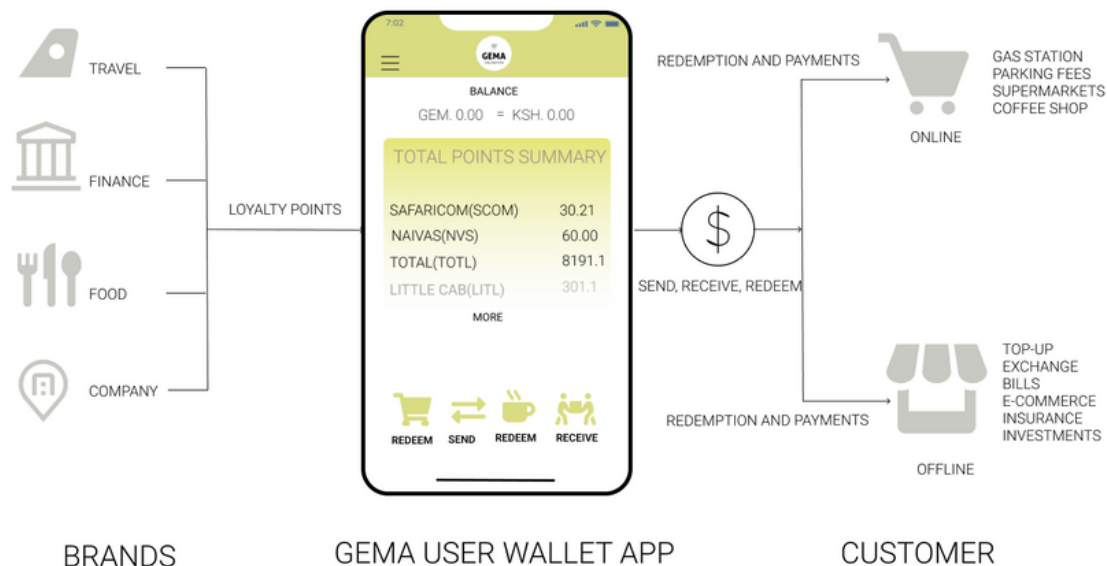 TRAVEL
FINANCE
FOOD
COMPANY
LOYALTY POINTS
BRANDS
7:02
GEMA
BALANCE
GEM. 0.00 = KSH. 0.00
TOTAL POINTS SUMMARY
SAFARICOM(SCOM) 30.21
NAIVAS(NVS) 60.00
TOTAL(TOTL) 8191.1
LITTLE CAB(LITL) 301.1
MORE
REDEEM SEND REDEEM RECEIVE
GEMA USER WALLET APP
$
SEND, RECEIVE, REDEEM
REDEMPTION AND PAYMENTS
ONLINE
GAS STATION
PARKING FEES
SUPERMARKETS
COFFEE SHOP
REDEMPTION AND PAYMENTS
OFFLINE
TOP-UP
EXCHANGE
BILLS
E-COMMERCE
INSURANCE
INVESTMENTS
CUSTOMER